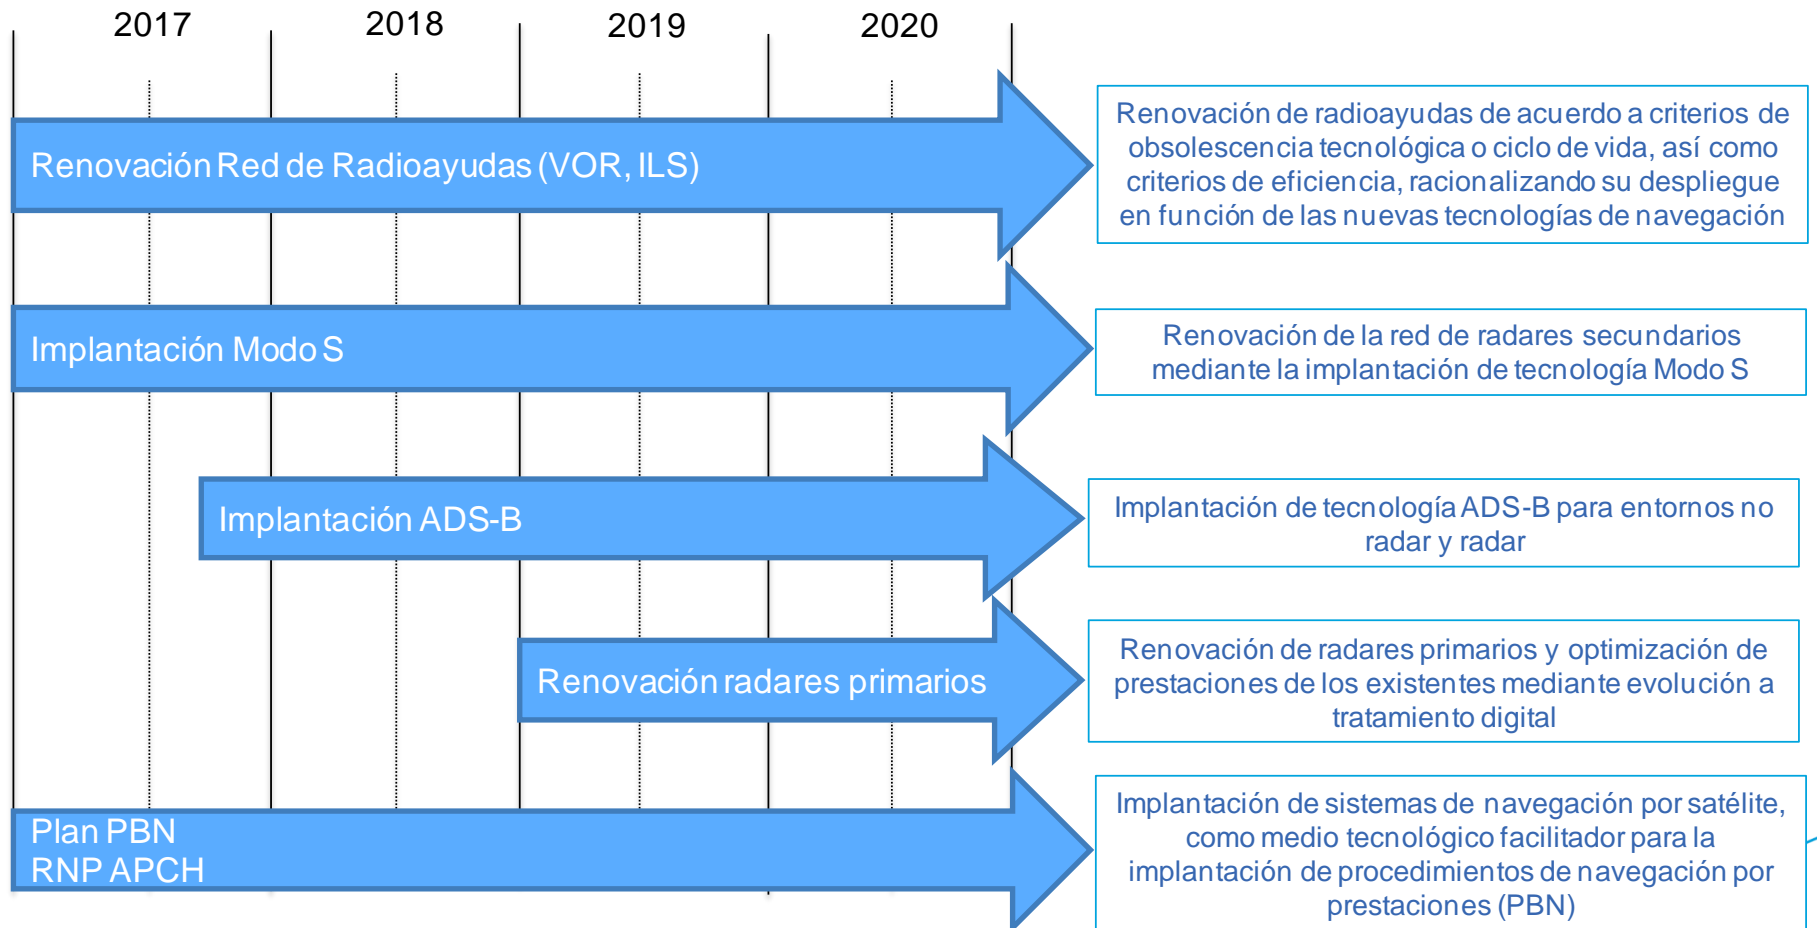 2017
2018
2019
2020
Renovación Red de Radioayudas (VOR, ILS)
Renovación de radioayudas de acuerdo a criterios de
obsolescencia tecnológica o ciclo de vida, así como
criterios de eficiencia, racionalizando su despliegue
en función de las nuevas tecnologías de navegación
Implantación Modo S
Renovación de la red de radares secundarios
mediante la implantación de tecnología Modo S
Implantación ADS-B
Implantación de tecnología ADS-B para entornos no
radar y radar
Renovación radares primarios
Renovación de radares primarios y optimización de
prestaciones de los existentes mediante evolución a
tratamiento digital
Plan PBN
RNP APCH
Implantación de sistemas de navegación por satélite,
como medio tecnológico facilitador para la
implantación de procedimientos de navegación por
prestaciones (PBN)